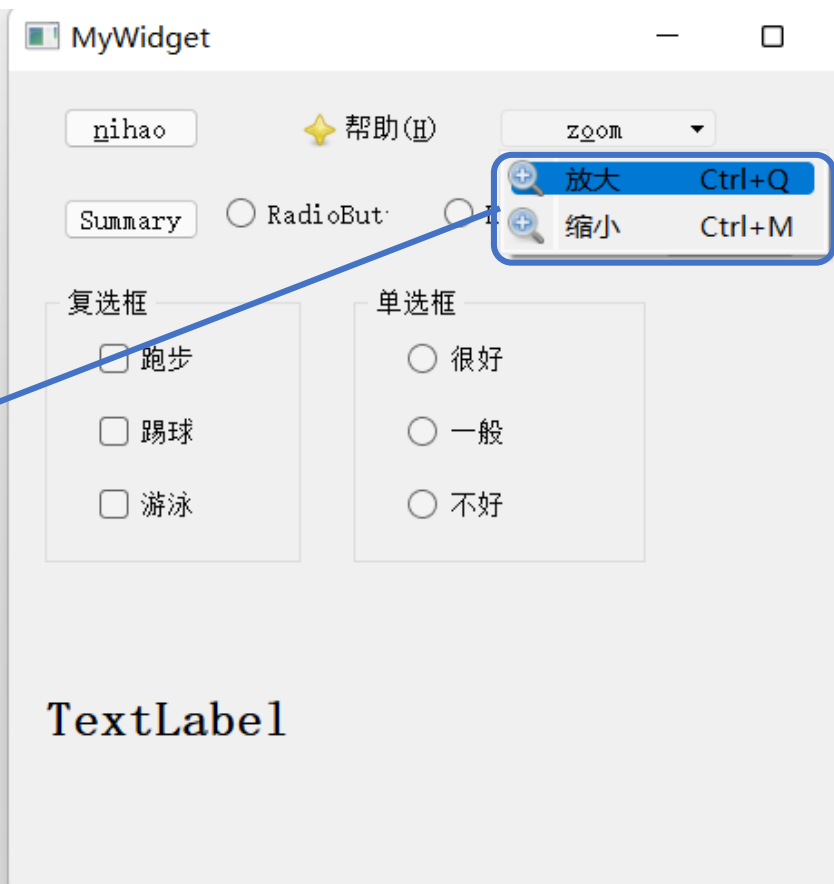 MyWidget
nihao
帮助(H)
zoom
放大 Ctrl+Q
缩小 Ctrl+M
Summary
RadioBut
复选框
跑步
踢球
游泳
单选框
很好
一般
不好
TextLabel